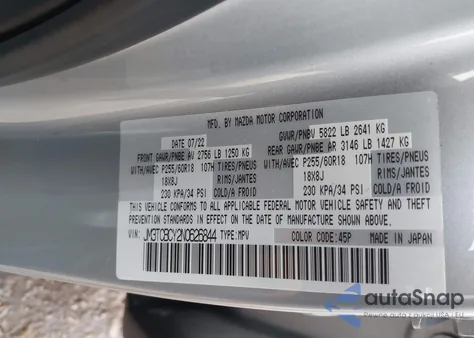 MFD. BY MAZDA MOTOR CORPORATION
DATE 07/22 GVWR/PNBV 5822 LB 2641 KG
FRONT GAWR/PNBE AV 2756 LB 1250 KG REAR GAWR/PNBE AR 3146 LB 1427 KG
WITH/AVEC P255/60R18 107H TIRES/PNEUS WITH/AVEC P255/60R18 107H TIRES/PNEUS
18X8J RIMS/JANTES 18X8J RIMS/JANTES
230 KPA/34 PSI COLD/A FROID 230 KPA/34 PSI COLD/A FROID
THIS VEHICLE CONFORMS TO ALL APPLICABLE FEDERAL MOTOR VEHICLE SAFETY AND THEFT
PREVENTION STANDARDS IN EFFECT ON THE DATE OF MANUFACTURE SHOWN ABOVE.
VIN: JM3TCBCY2N0625844 TYPE: MPV COLOR CODE: 45P MADE IN JAPAN
autoSnap